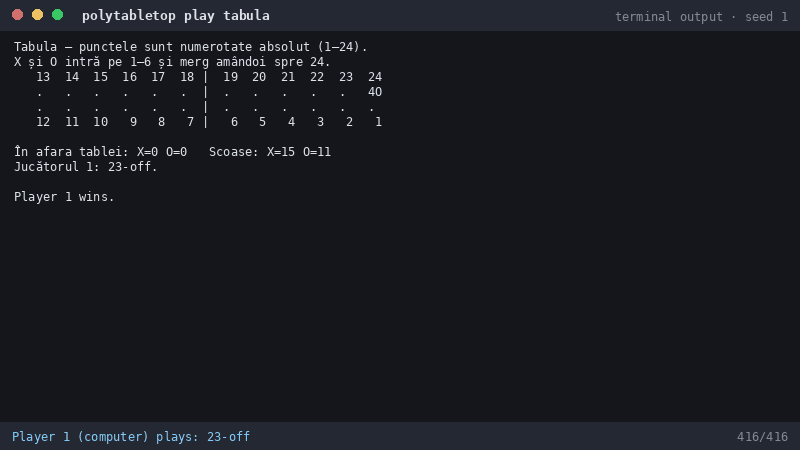 polytabletop play tabula
terminal output · seed 1
Tabula — punctele sunt numerotate absolut (1–24).
X și O intră pe 1–6 și merg amândoi spre 24.
13 14 15 16 17 18 | 19 20 21 22 23 24
. . . . . . | . . . . . 4O
. . . . . . | . . . . . .
12 11 10 9 8 7 | 6 5 4 3 2 1
În afara tablei: X=0 O=0 Scoase: X=15 O=11
Jucătorul 1: 23-off.
Player 1 wins.
Player 1 (computer) plays: 23-off
416/416